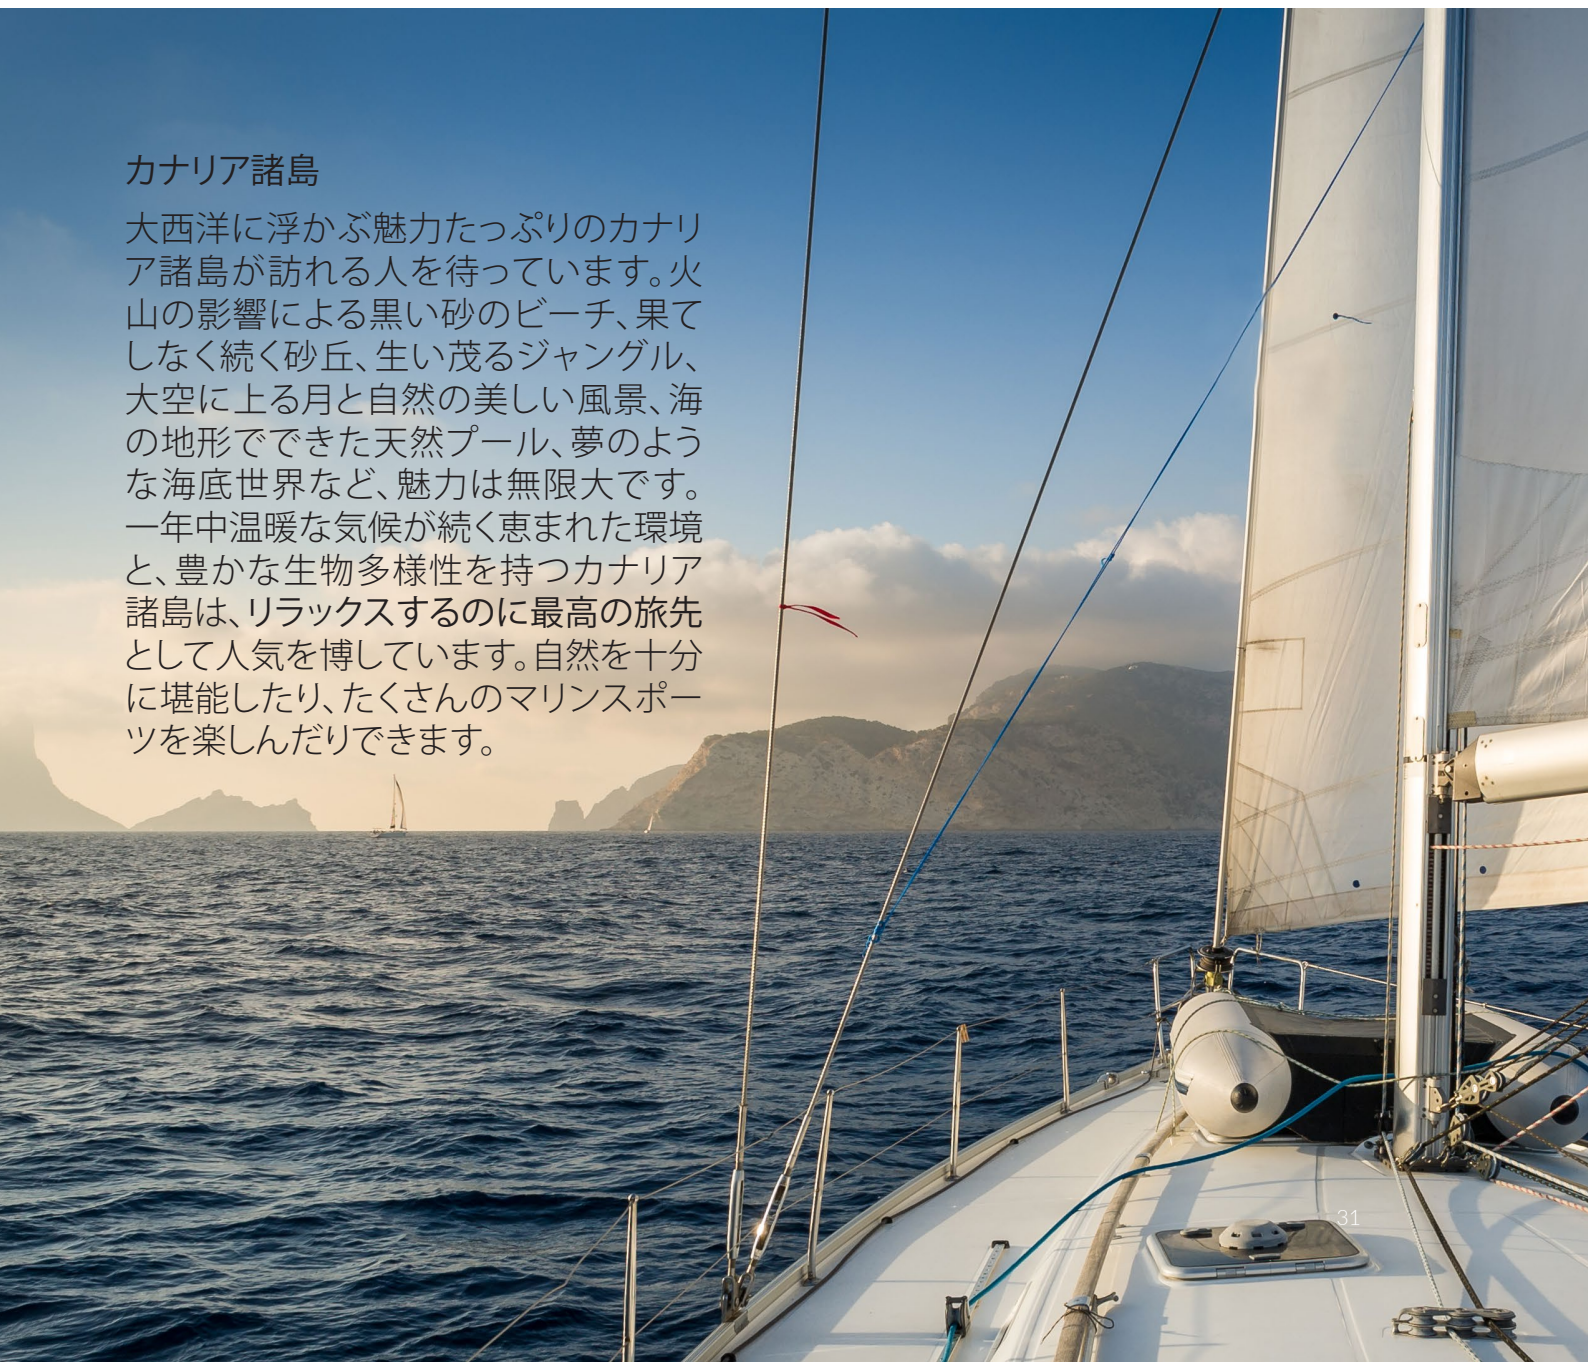 カナリア諸島
大西洋に浮かぶ魅力たっぷりのカナリ
ア諸島が訪れる人を待っています。火
山の影響による黒い砂のビーチ、果て
しなく続く砂丘、生い茂るジャングル、
大空に上る月と自然の美しい風景、海
の地形でできた天然プール、夢のよう
な海底世界など、魅力は無限大です。
一年中温暖な気候が続く恵まれた環境
と、豊かな生物多様性を持つカナリア
諸島は、リラックスするのに最高の旅先
として人気を博しています。自然を十分
に堪能したり、たくさんのマリンスポー
ツを楽しんだりできます。
31